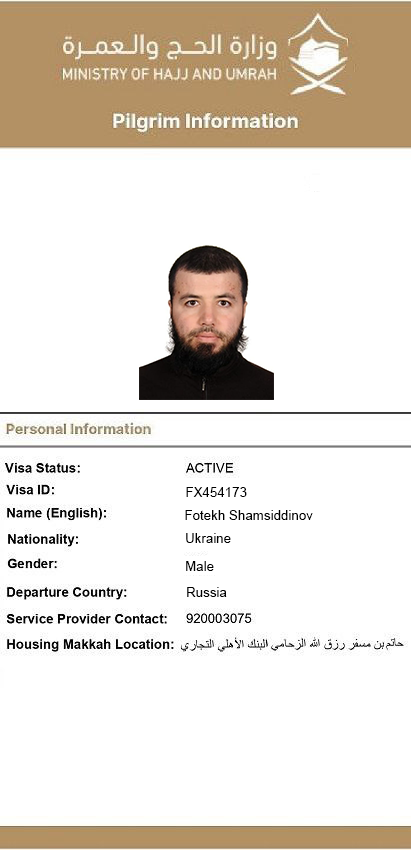 وزارة الحـج والعـمـرة
MINISTRY OF HAJJ AND UMRAH
Pilgrim Information
Personal Information
Visa Status: ACTIVE
Visa ID: FX454173
Name (English): Fotekh Shamsiddinov
Nationality: Ukraine
Gender: Male
Departure Country: Russia
Service Provider Contact: 920003075
Housing Makkah Location: حاتم بن مسفر رزق الله الزحامي البنك الأهلي التجاري